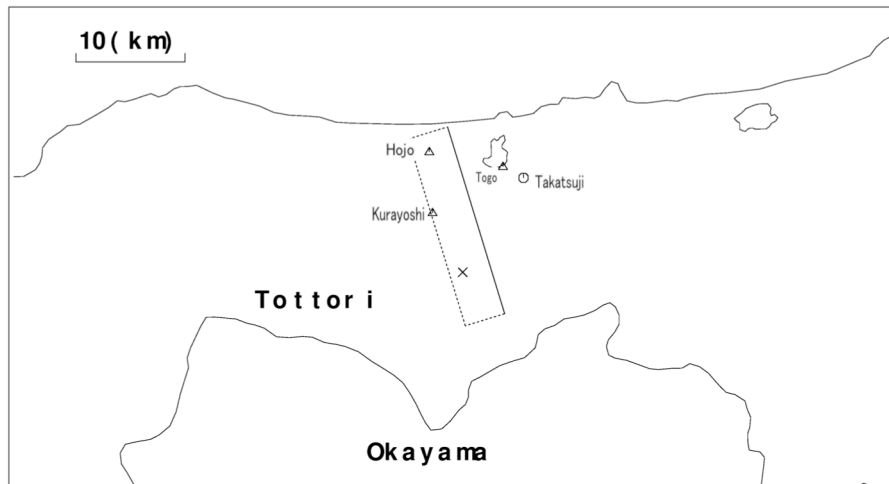 10( km)
Hojo
Togo
Takatsuji
Kurayoshi
Tottori
Okayama